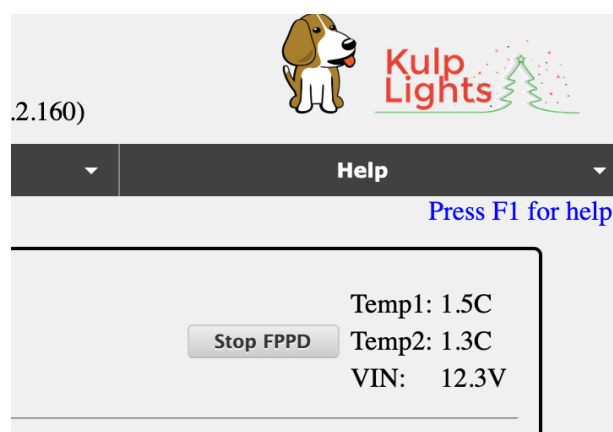 Kulp
Lights
.2.160)
Help
Press F1 for help
Temp1: 1.5C
Stop FPPD Temp2: 1.3C
VIN: 12.3V